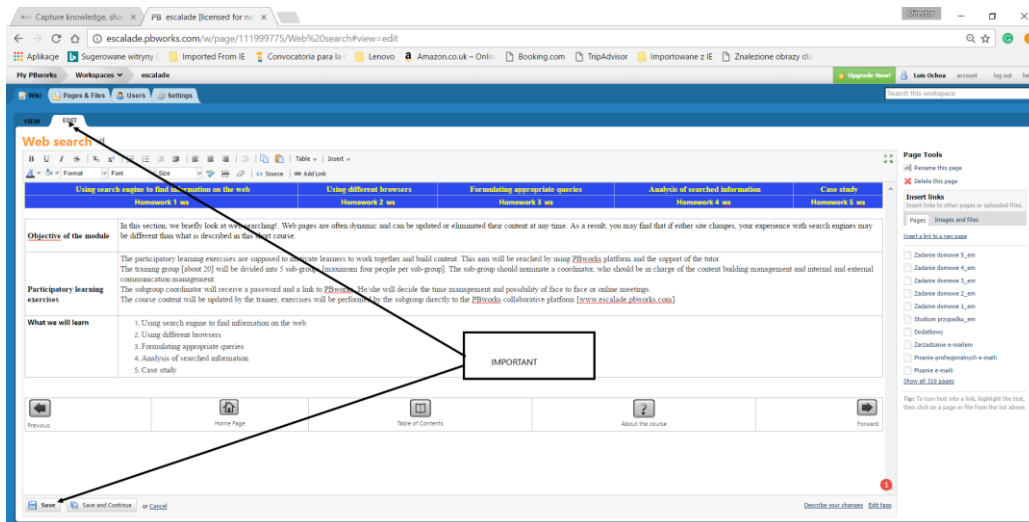 Capture knowledge, sha
PB escalade [licensed for no
Director
escalade.pbworks.com/w/page/111999775/Web%20search#view=edit
Aplikacje
Sugerowane witryny
Imported From IE
Convocatoria para la
Lenovo
Amazon.co.uk – Onlin
Booking.com
TripAdvisor
Importowane z IE
Znalezione obrazy dla
My PBworks Workspaces escalade
Upgrade Now! Luis Ochoa account log out he
Wiki Pages & Files Users Settings
Search this workspace
VIEW EDIT
Web search
B U I S X₁ x² Table Insert
A Format Font Size Source Add Link
Using search engine to find information on the web Using different browsers Formulating appropriate queries Analysis of searched information Case study
Homework 1 ws Homework 2 ws Homework 3 ws Homework 4 ws Homework 5 ws
Objective of the module
In this section, we briefly look at web searching!. Web pages are often dynamic and can be updated or eliminated their content at any time. As a result, you may find that if either site changes, your experience with search engines may
be different than what is described in this short course.
Participatory learning
exercises
The participatory learning exercises are supposed to motivate learners to work together and build content. This aim will be reached by using PBworks platform and the support of the tutor.
The training group [about 20] will be divided into 5 sub-groups [maximum four people per sub-group]. The sub-group should nominate a coordinator, who should be in charge of the content building management and internal and external
communication management.
The subgroup coordinator will receive a password and a link to PBworks. He/she will decide the time management and possibility of face to face or online meetings.
The course content will be updated by the trainer, exercises will be performed by the subgroup directly to the PBworks collaborative platform [www.escalade.pbworks.com].
What we will learn
1. Using search engine to find information on the web
2. Using different browsers
3. Formulating appropriate queries
4. Analysis of searched information
5. Case study
IMPORTANT
Previous Home Page Table of Contents About the course Forward
1
Save Save and Continue or Cancel
Describe your changes Edit tags
Page Tools
Rename this page
Delete this page
Insert links
Insert links to other pages or uploaded files.
Pages Images and files
Insert a link to a new page
Zadanie domowe 5_em
Zadanie domowe 4_em
Zadanie domowe 3_em
Zadanie domowe 2_em
Zadanie domowe 1_em
Studium przypadku_em
Dodatkowy
Zarzadzanie e-mailem
Pisanie-profesjonalnych e-maili
Pisanie e-maili
Show all 310 pages
Tip: To turn text into a link, highlight the text,
then click on a page or file from the list above.